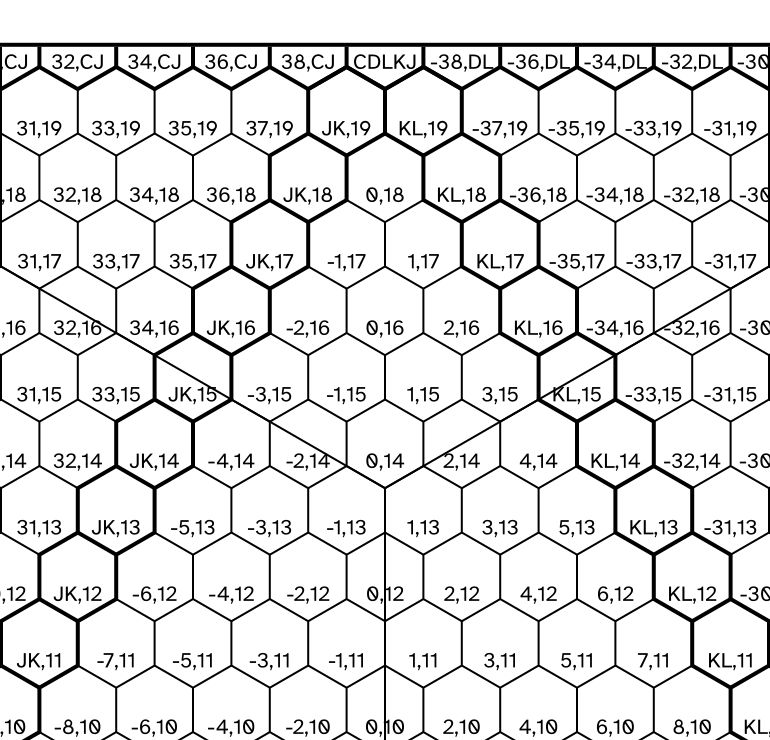 ,CJ 32,CJ 34,CJ 36,CJ 38,CJ CDLKJ -38,DL -36,DL -34,DL -32,DL -30
31,19 33,19 35,19 37,19 JK,19 KL,19 -37,19 -35,19 -33,19 -31,19
,18 32,18 34,18 36,18 JK,18 0,18 KL,18 -36,18 -34,18 -32,18 -30
31,17 33,17 35,17 JK,17 -1,17 1,17 KL,17 -35,17 -33,17 -31,17
,16 32,16 34,16 JK,16 -2,16 0,16 2,16 KL,16 -34,16 -32,16 -30
31,15 33,15 JK,15 -3,15 -1,15 1,15 3,15 KL,15 -33,15 -31,15
,14 32,14 JK,14 -4,14 -2,14 0,14 2,14 4,14 KL,14 -32,14 -30
31,13 JK,13 -5,13 -3,13 -1,13 1,13 3,13 5,13 KL,13 -31,13
,12 JK,12 -6,12 -4,12 -2,12 0,12 2,12 4,12 6,12 KL,12 -30
JK,11 -7,11 -5,11 -3,11 -1,11 1,11 3,11 5,11 7,11 KL,11
,10 -8,10 -6,10 -4,10 -2,10 0,10 2,10 4,10 6,10 8,10 KL,